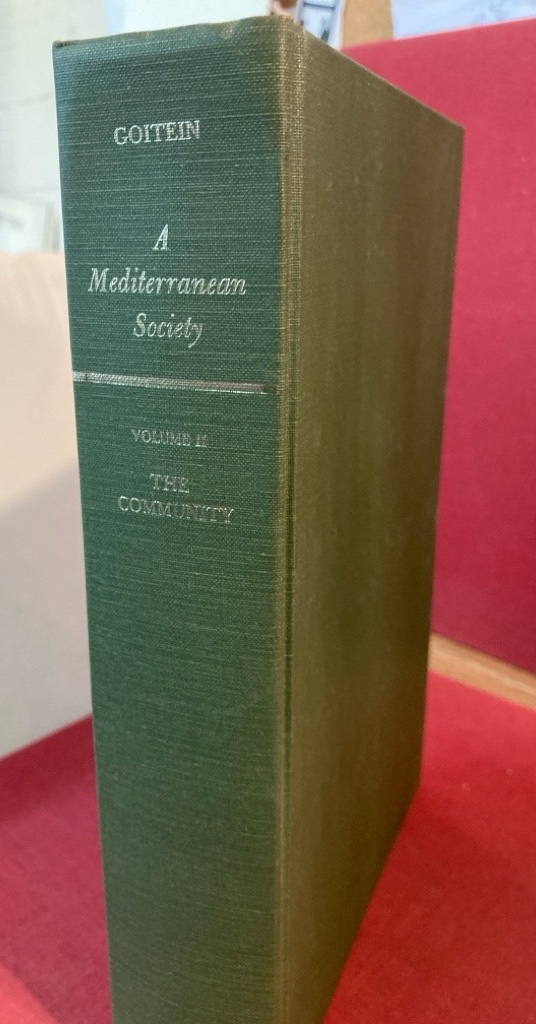 GOITEIN
A
Mediterranean
Society
VOLUME II
THE
COMMUNITY